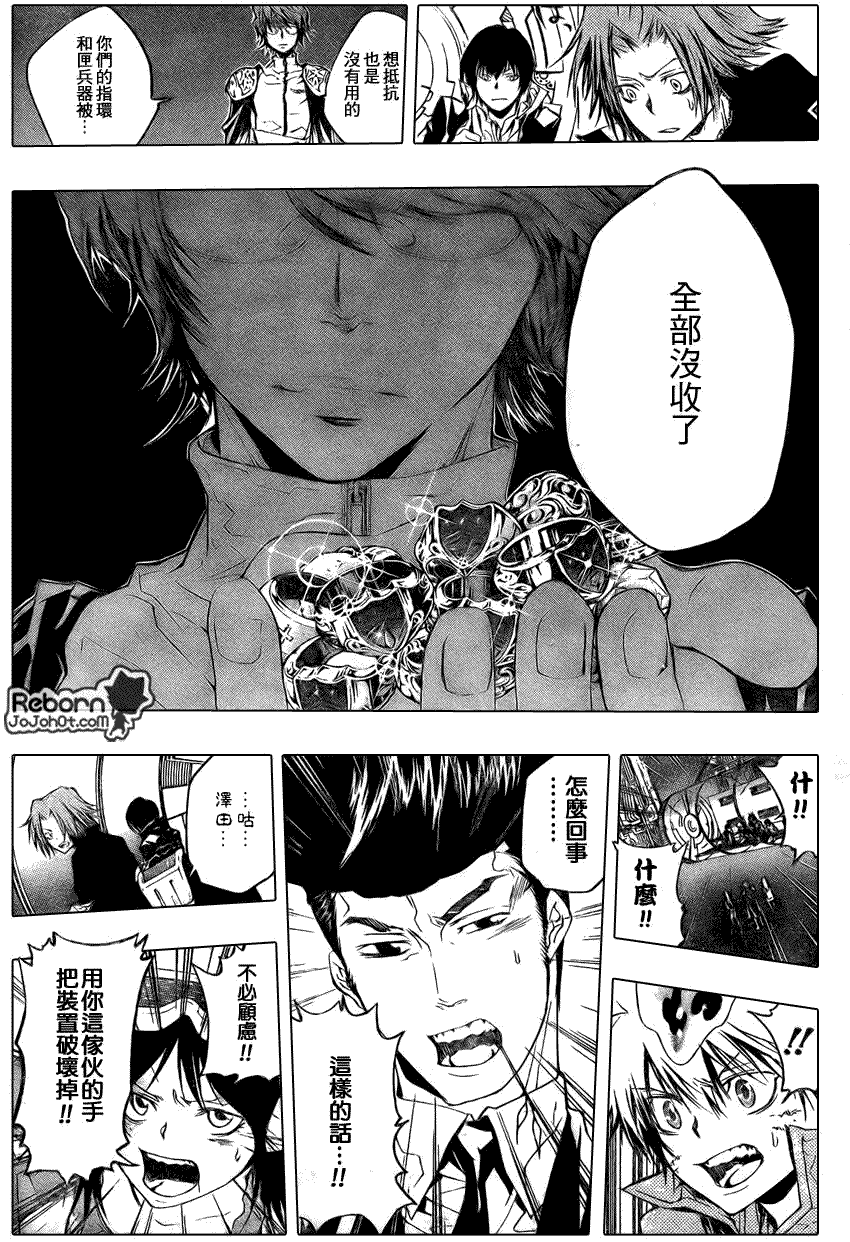 想抵抗
也是
沒有用的
你們的指環
和匣兵器被…
全部沒收了
什!!
什麼!!
怎麼回事
………
這樣的話…!!
…咕…
…澤田…
!!
不必顧慮!!
用你這傢伙的手
把裝置破壞掉!!
Reborn
JoJoHot.com